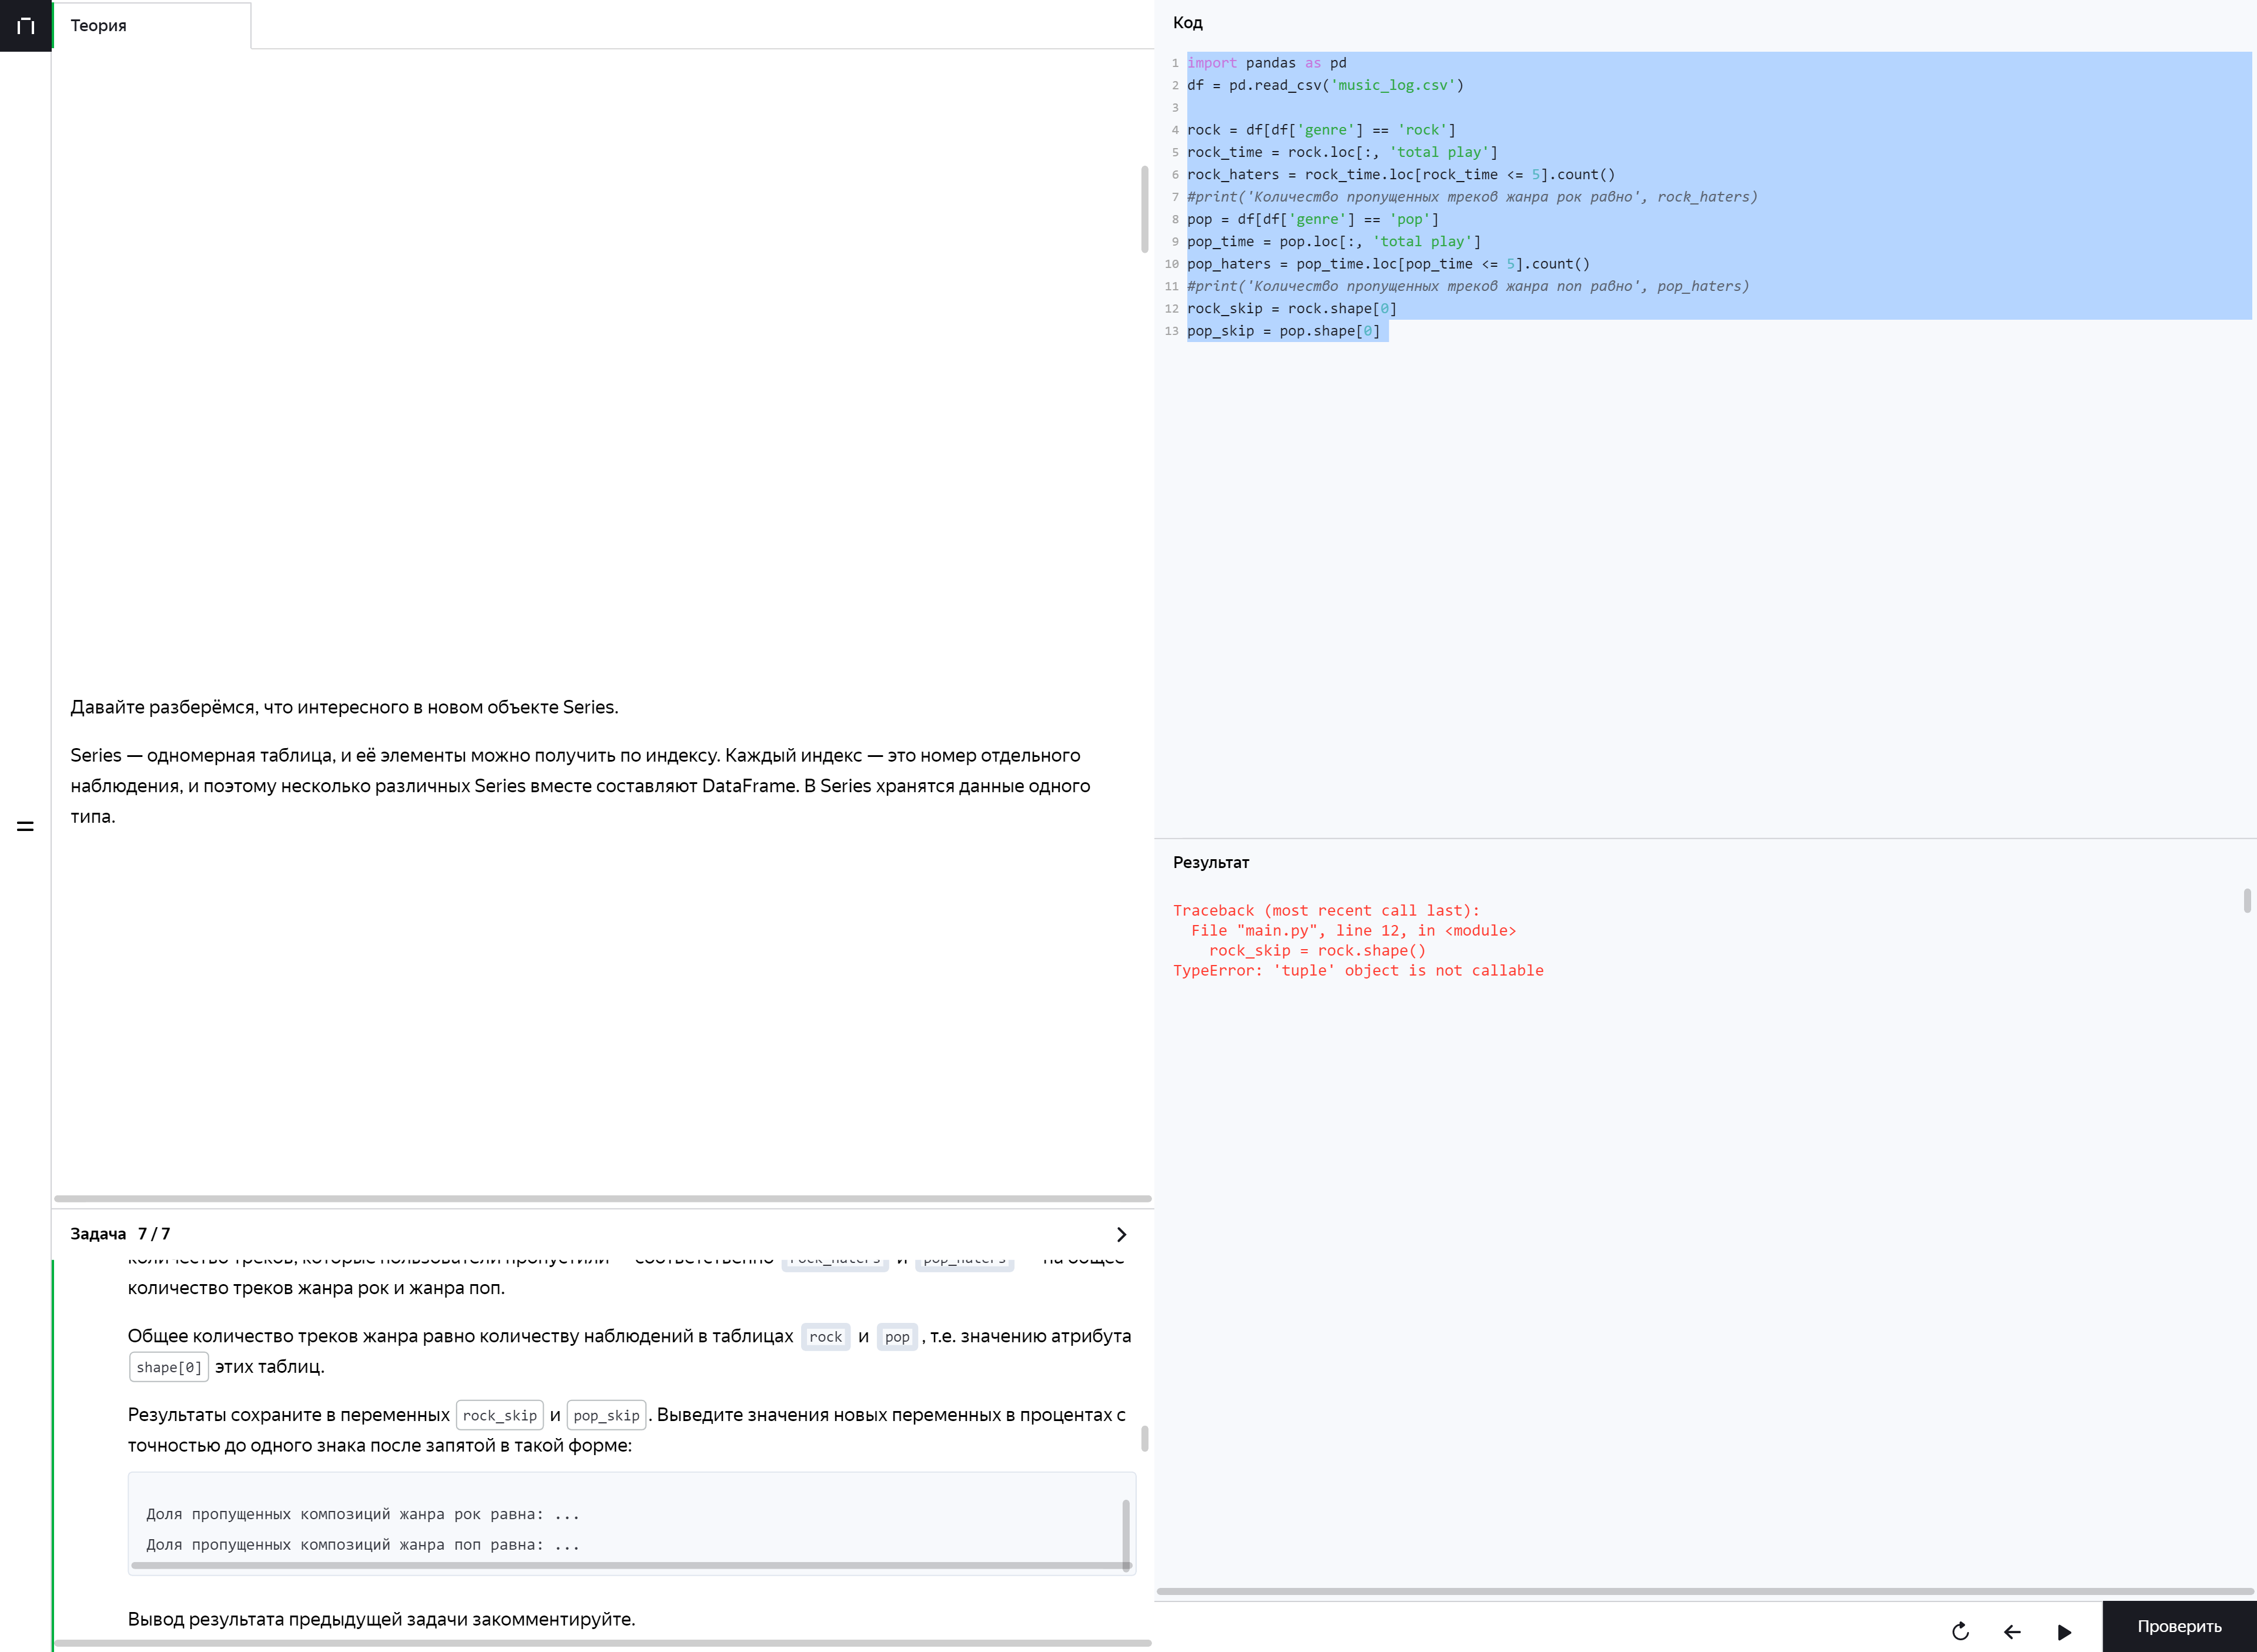 Теория
Давайте разберёмся, что интересного в новом объекте Series.
Series — одномерная таблица, и её элементы можно получить по индексу. Каждый индекс — это номер отдельного
наблюдения, и поэтому несколько различных Series вместе составляют DataFrame. В Series хранятся данные одного
типа.
Задача 7 / 7
количество треков, которые пользователи пропустили — соответственно rock_haters и pop_haters — на общее
количество треков жанра рок и жанра поп.
Общее количество треков жанра равно количеству наблюдений в таблицах rock и pop , т.е. значению атрибута
shape[0] этих таблиц.
Результаты сохраните в переменных rock_skip и pop_skip . Выведите значения новых переменных в процентах с
точностью до одного знака после запятой в такой форме:
Доля пропущенных композиций жанра рок равна: ...
Доля пропущенных композиций жанра поп равна: ...
Вывод результата предыдущей задачи закомментируйте.
Код
1 import pandas as pd
2 df = pd.read_csv('music_log.csv')
3
4 rock = df[df['genre'] == 'rock']
5 rock_time = rock.loc[:, 'total play']
6 rock_haters = rock_time.loc[rock_time <= 5].count()
7 #print('Количество пропущенных треков жанра рок равно', rock_haters)
8 pop = df[df['genre'] == 'pop']
9 pop_time = pop.loc[:, 'total play']
10 pop_haters = pop_time.loc[pop_time <= 5].count()
11 #print('Количество пропущенных треков жанра поп равно', pop_haters)
12 rock_skip = rock.shape[0]
13 pop_skip = pop.shape[0]
Результат
Traceback (most recent call last):
File "main.py", line 12, in <module>
rock_skip = rock.shape()
TypeError: 'tuple' object is not callable
Проверить